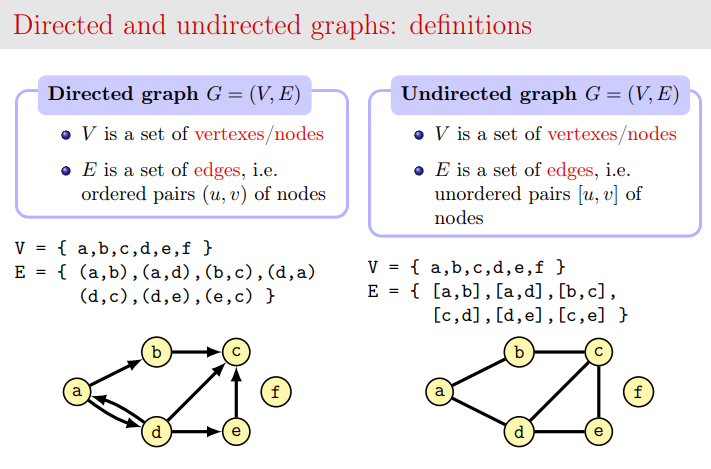 Directed and undirected graphs: definitions
Directed graph G = (V, E)
V is a set of vertexes/nodes
E is a set of edges, i.e.
ordered pairs (u, v) of nodes
V = { a,b,c,d,e,f }
E = { (a,b),(a,d),(b,c),(d,a)
(d,c),(d,e),(e,c) }
b
c
a
f
d
e
Undirected graph G = (V, E)
V is a set of vertexes/nodes
E is a set of edges, i.e.
unordered pairs [u, v] of
nodes
V = { a,b,c,d,e,f }
E = { [a,b],[a,d],[b,c],
[c,d],[d,e],[c,e] }
b
c
a
f
d
e